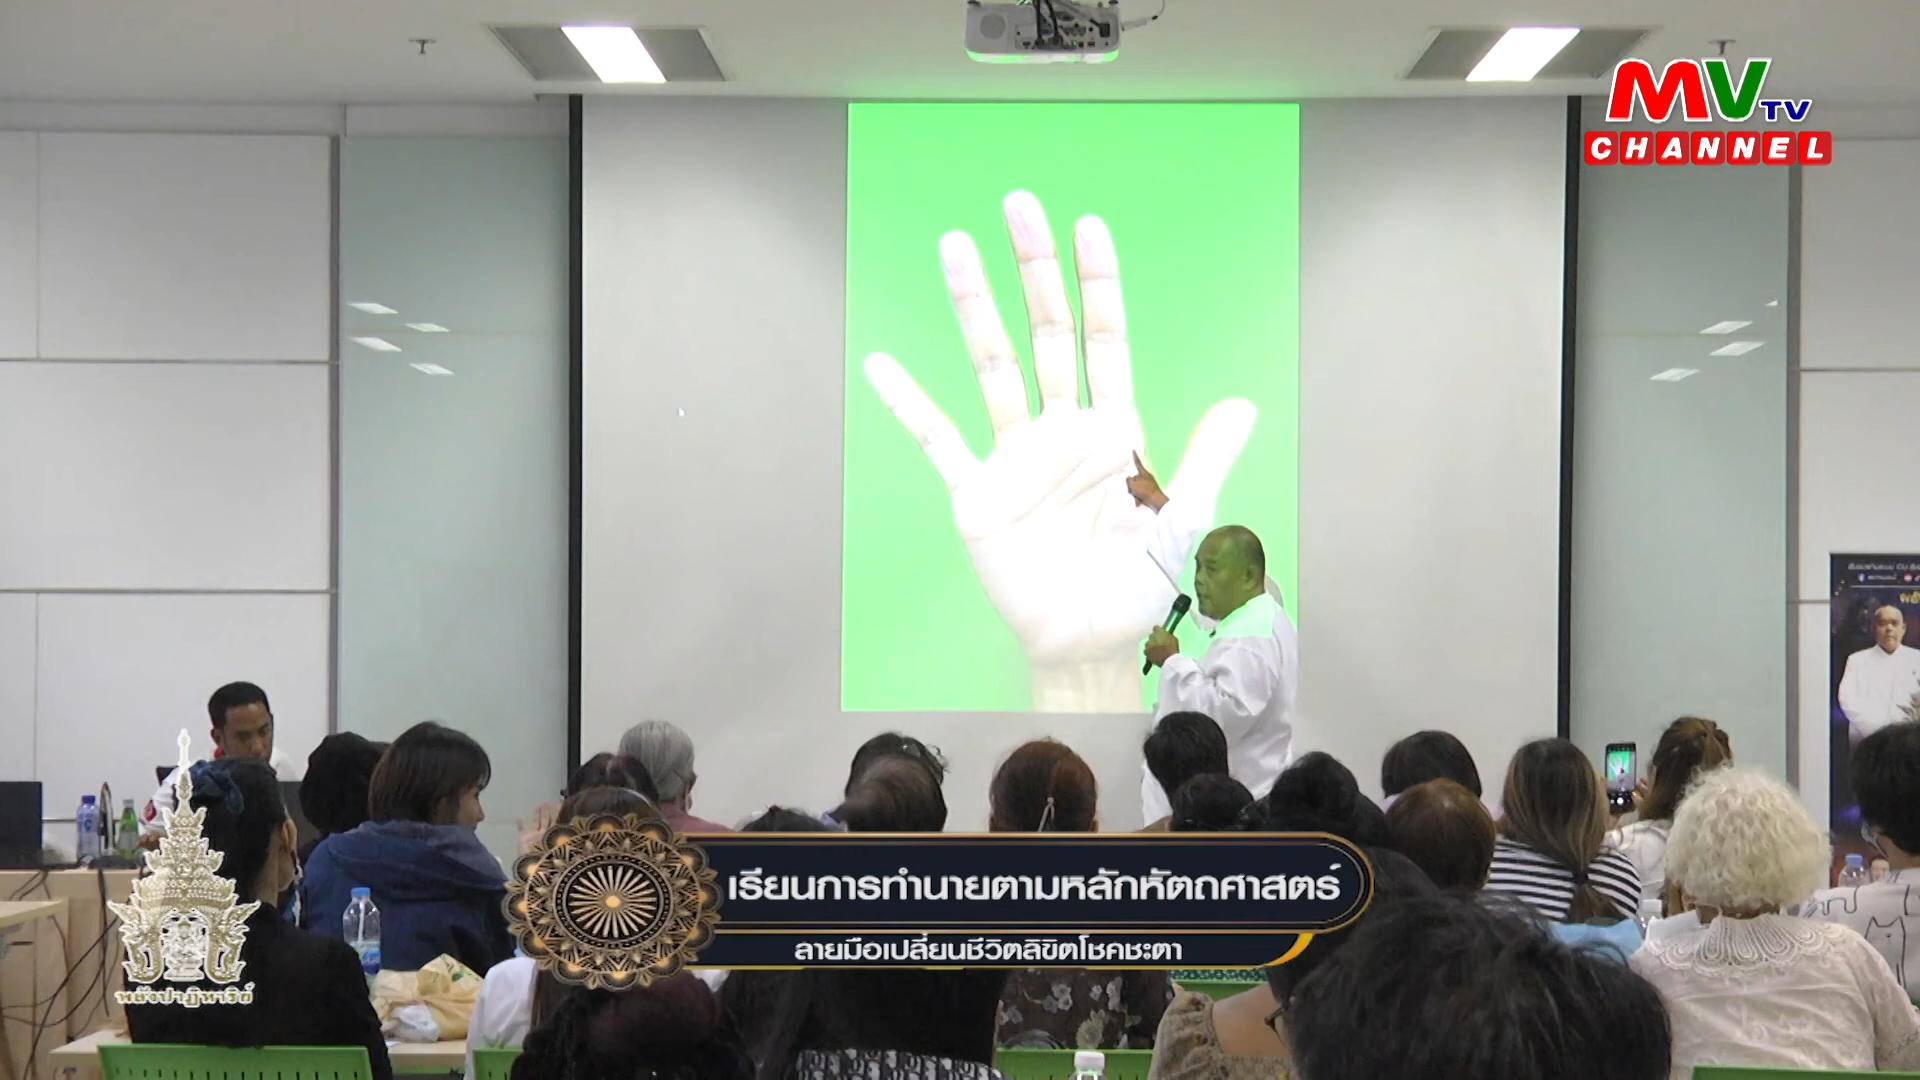 MVTV
CHANNEL
เรียนการทำนายตามหลักหัตถศาสตร์
ลายมือเปลี่ยนชีวิตลิขิตโชคชะตา
พลังปาฏิหาริย์